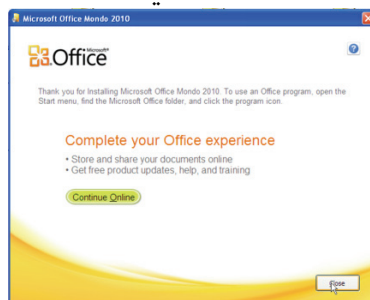 Microsoft Office Mondo 2010
Microsoft
Office
Thank you for Installing Microsoft Office Mondo 2010. To use an Office program, open the
Start menu, find the Microsoft Office folder, and click the program icon.
Complete your Office experience
• Store and share your documents online
• Get free product updates, help, and training
Continue Online
Close